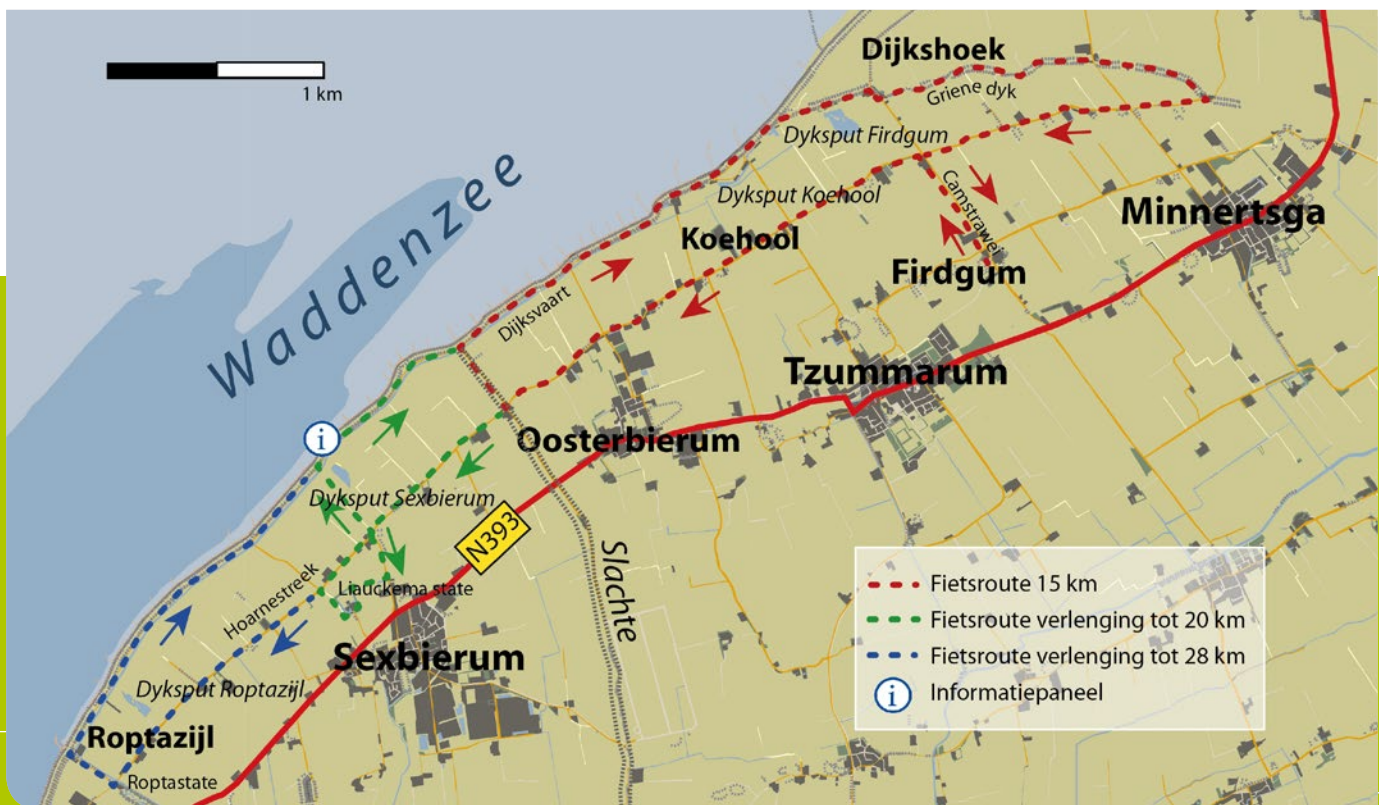 1 km
Waddenzee
Dijkshoek
Griene dyk
Dyksput Firdgum
Dyksput Koehool
Camstrawei
Minnertsga
Koehool
Firdgum
Dijksvaart
Tzummarum
i
Oosterbierum
Dyksput Sexbierum
N393
Slachte
Liauckema state
Hoarnestreek
Sexbierum
Dyksput Roptazijl
Roptazijl
Roptastate
Fietsroute 15 km
Fietsroute verlenging tot 20 km
Fietsroute verlenging tot 28 km
i Informatiepaneel